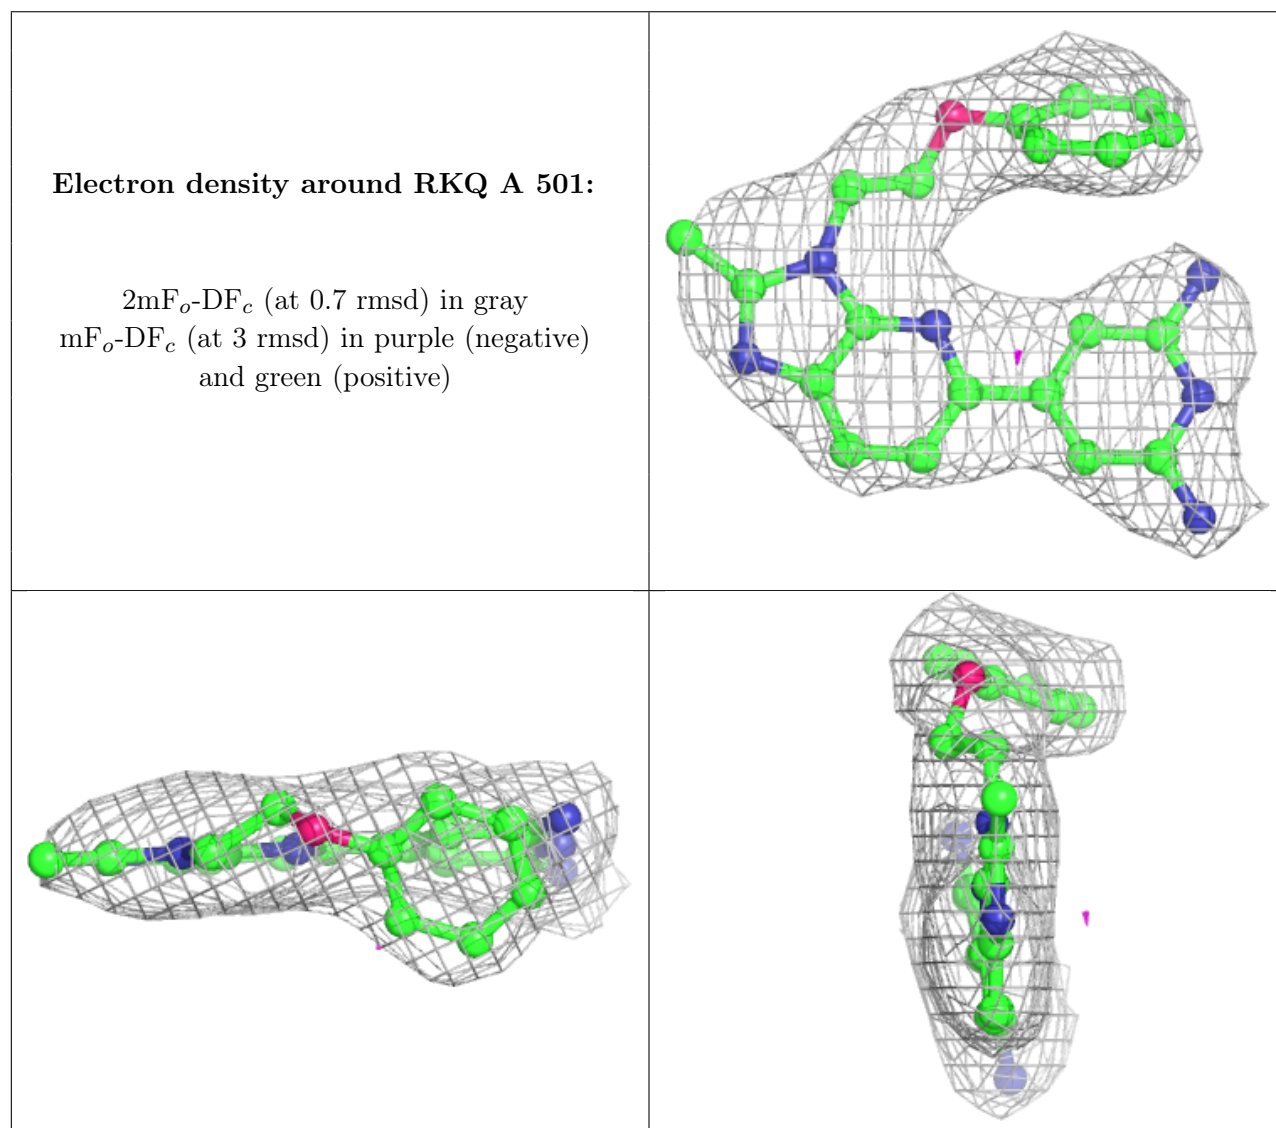 Electron density around RKQ A 501:
2mFo-DFc (at 0.7 rmsd) in gray
mFo-DFc (at 3 rmsd) in purple (negative)
and green (positive)